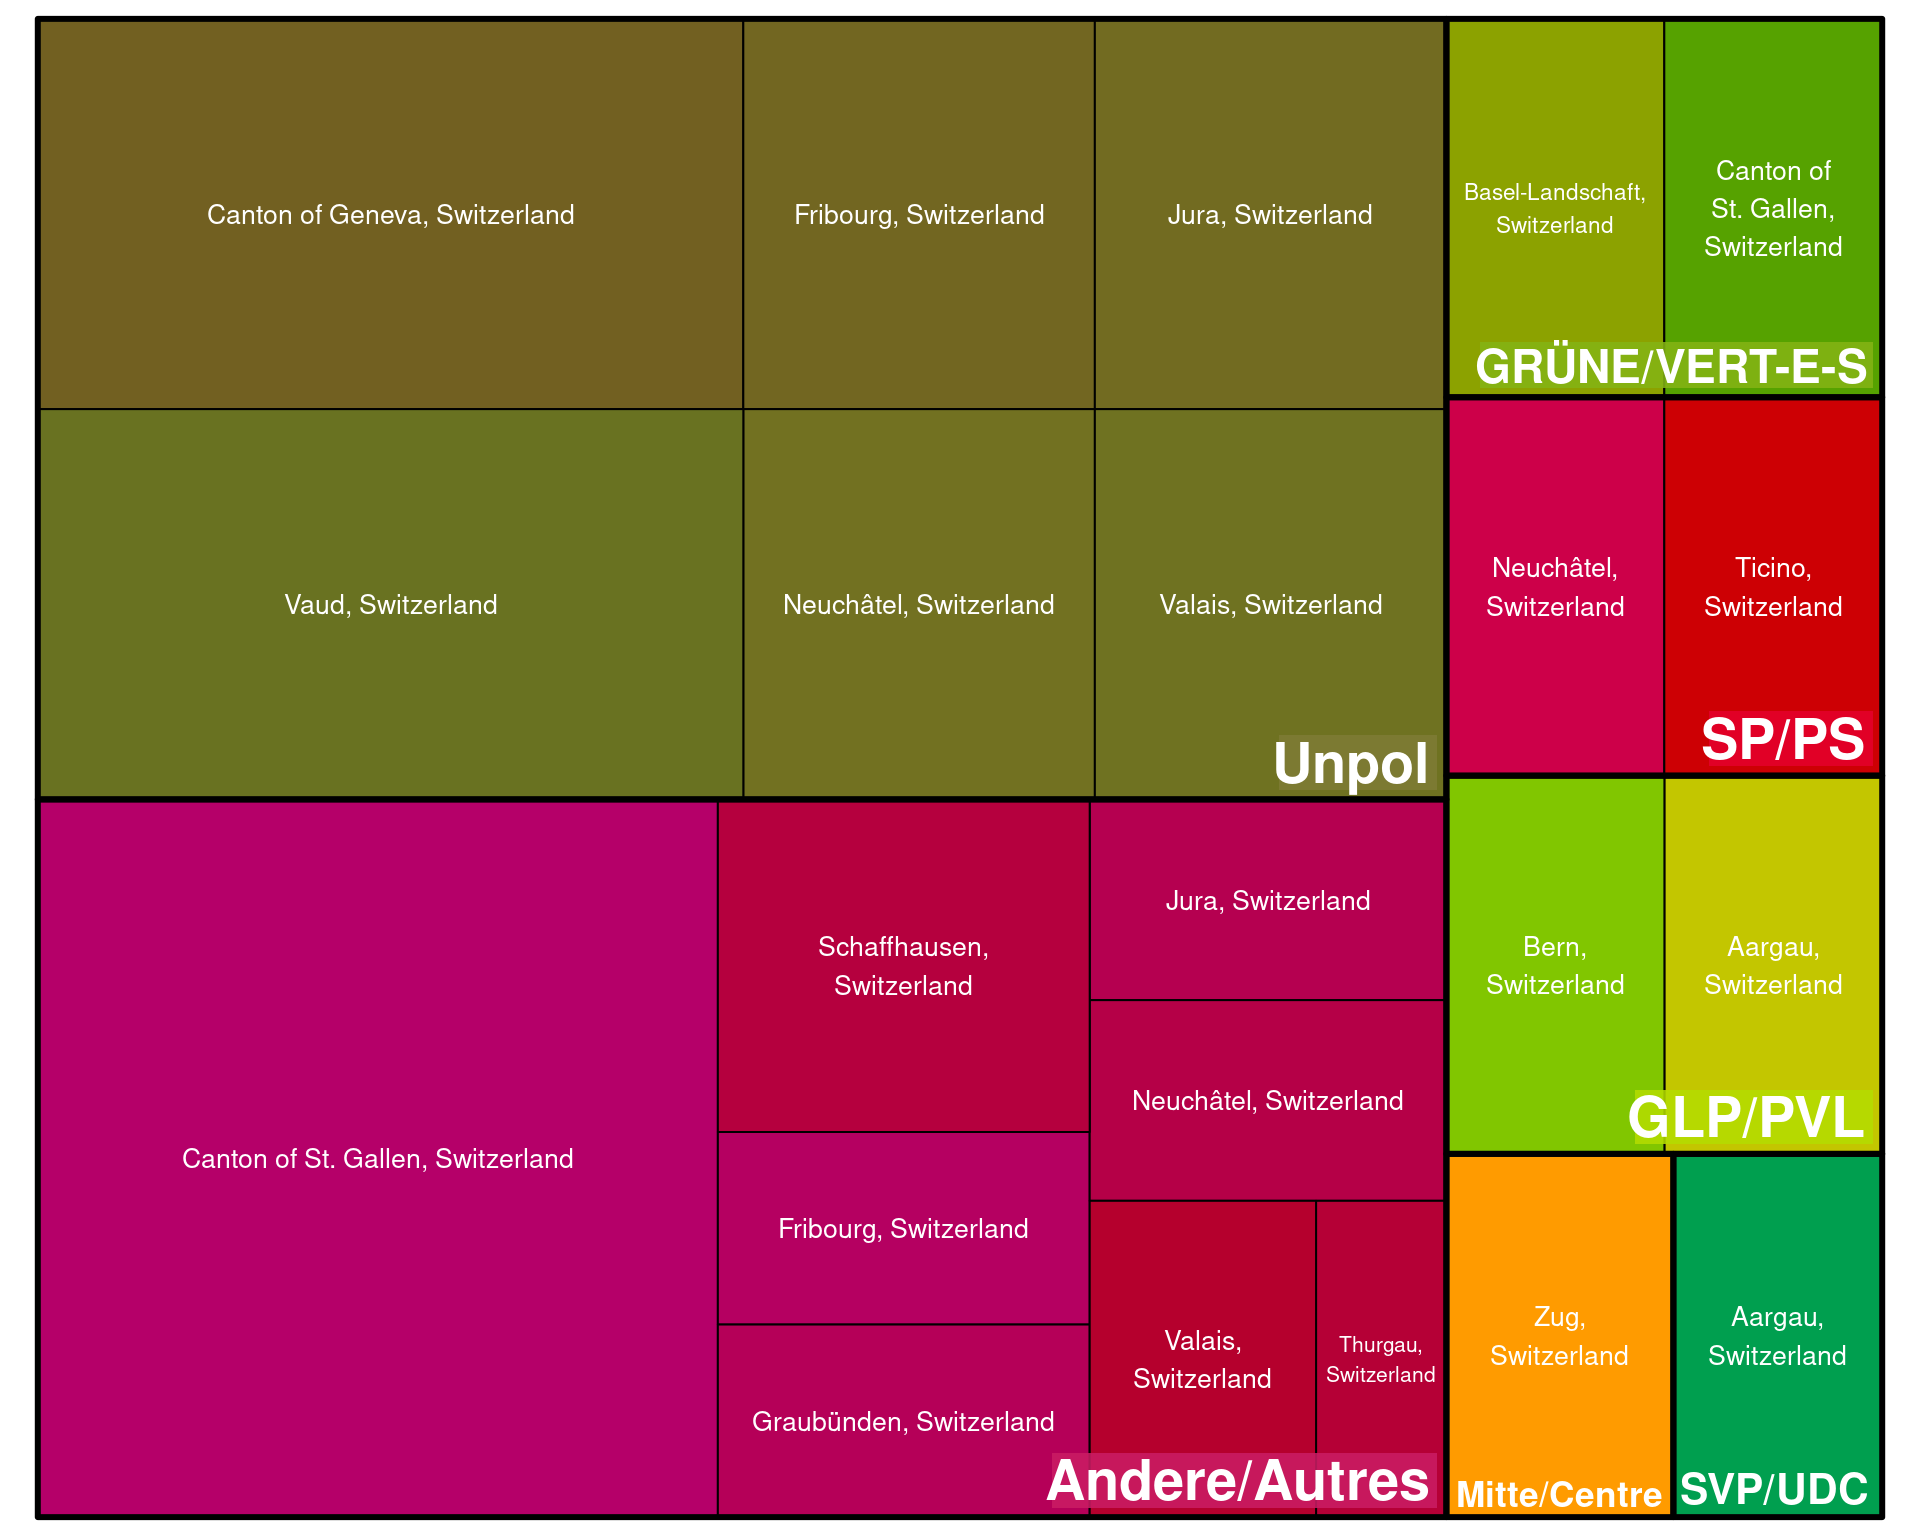 Canton of Geneva, Switzerland
Fribourg, Switzerland
Jura, Switzerland
Vaud, Switzerland
Neuchâtel, Switzerland
Valais, Switzerland
Unpol
Canton of St. Gallen, Switzerland
Schaffhausen,
Switzerland
Fribourg, Switzerland
Graubünden, Switzerland
Jura, Switzerland
Neuchâtel, Switzerland
Valais,
Switzerland
Thurgau,
Switzerland
Andere/Autres
Basel-Landschaft,
Switzerland
Canton of
St. Gallen,
Switzerland
GRÜNE/VERT-E-S
Neuchâtel,
Switzerland
Ticino,
Switzerland
SP/PS
Bern,
Switzerland
Aargau,
Switzerland
GLP/PVL
Zug,
Switzerland
Mitte/Centre
Aargau,
Switzerland
SVP/UDC